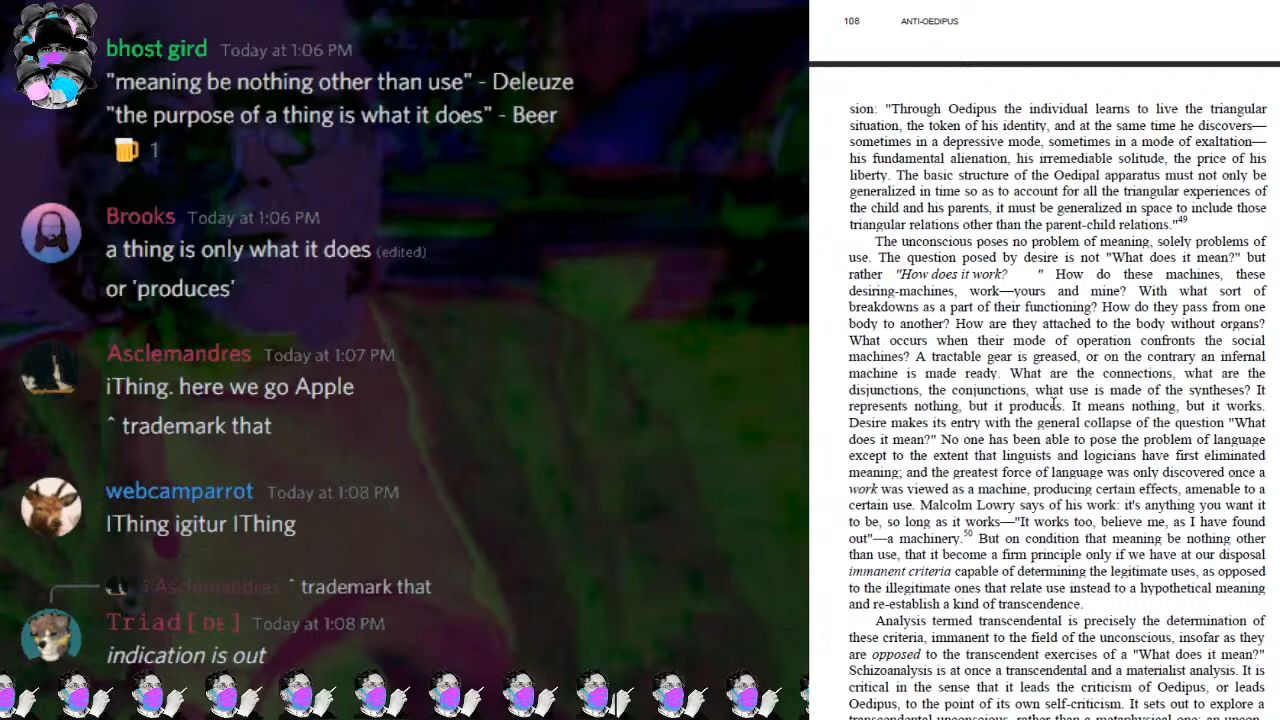 bhost gird Today at 1:06 PM
"meaning be nothing other than use" - Deleuze
"the purpose of a thing is what it does" - Beer
🍺 1
Brooks Today at 1:06 PM
a thing is only what it does (edited)
or 'produces'
Asclemandres Today at 1:07 PM
iThing. here we go Apple
^ trademark that
webcamparrot Today at 1:08 PM
IThing igitur IThing
Asclemandres ^ trademark that
Triad[DE] Today at 1:08 PM
indication is out
108 ANTI-OEDIPUS
sion: "Through Oedipus the individual learns to live the triangular
situation, the token of his identity, and at the same time he discovers—
sometimes in a depressive mode, sometimes in a mode of exaltation—
his fundamental alienation, his irremediable solitude, the price of his
liberty. The basic structure of the Oedipal apparatus must not only be
generalized in time so as to account for all the triangular experiences of
the child and his parents, it must be generalized in space to include those
triangular relations other than the parent-child relations."49
The unconscious poses no problem of meaning, solely problems of
use. The question posed by desire is not "What does it mean?" but
rather "How does it work? " How do these machines, these
desiring-machines, work—yours and mine? With what sort of
breakdowns as a part of their functioning? How do they pass from one
body to another? How are they attached to the body without organs?
What occurs when their mode of operation confronts the social
machines? A tractable gear is greased, or on the contrary an infernal
machine is made ready. What are the connections, what are the
disjunctions, the conjunctions, what use is made of the syntheses? It
represents nothing, but it produces. It means nothing, but it works.
Desire makes its entry with the general collapse of the question "What
does it mean?" No one has been able to pose the problem of language
except to the extent that linguists and logicians have first eliminated
meaning; and the greatest force of language was only discovered once a
work was viewed as a machine, producing certain effects, amenable to a
certain use. Malcolm Lowry says of his work: it's anything you want it
to be, so long as it works—"It works too, believe me, as I have found
out"—a machinery.50 But on condition that meaning be nothing other
than use, that it become a firm principle only if we have at our disposal
immanent criteria capable of determining the legitimate uses, as opposed
to the illegitimate ones that relate use instead to a hypothetical meaning
and re-establish a kind of transcendence.
Analysis termed transcendental is precisely the determination of
these criteria, immanent to the field of the unconscious, insofar as they
are opposed to the transcendent exercises of a "What does it mean?"
Schizoanalysis is at once a transcendental and a materialist analysis. It is
critical in the sense that it leads the criticism of Oedipus, or leads
Oedipus, to the point of its own self-criticism. It sets out to explore a
transcendental unconscious, rather than a metaphysical one; an uncon-